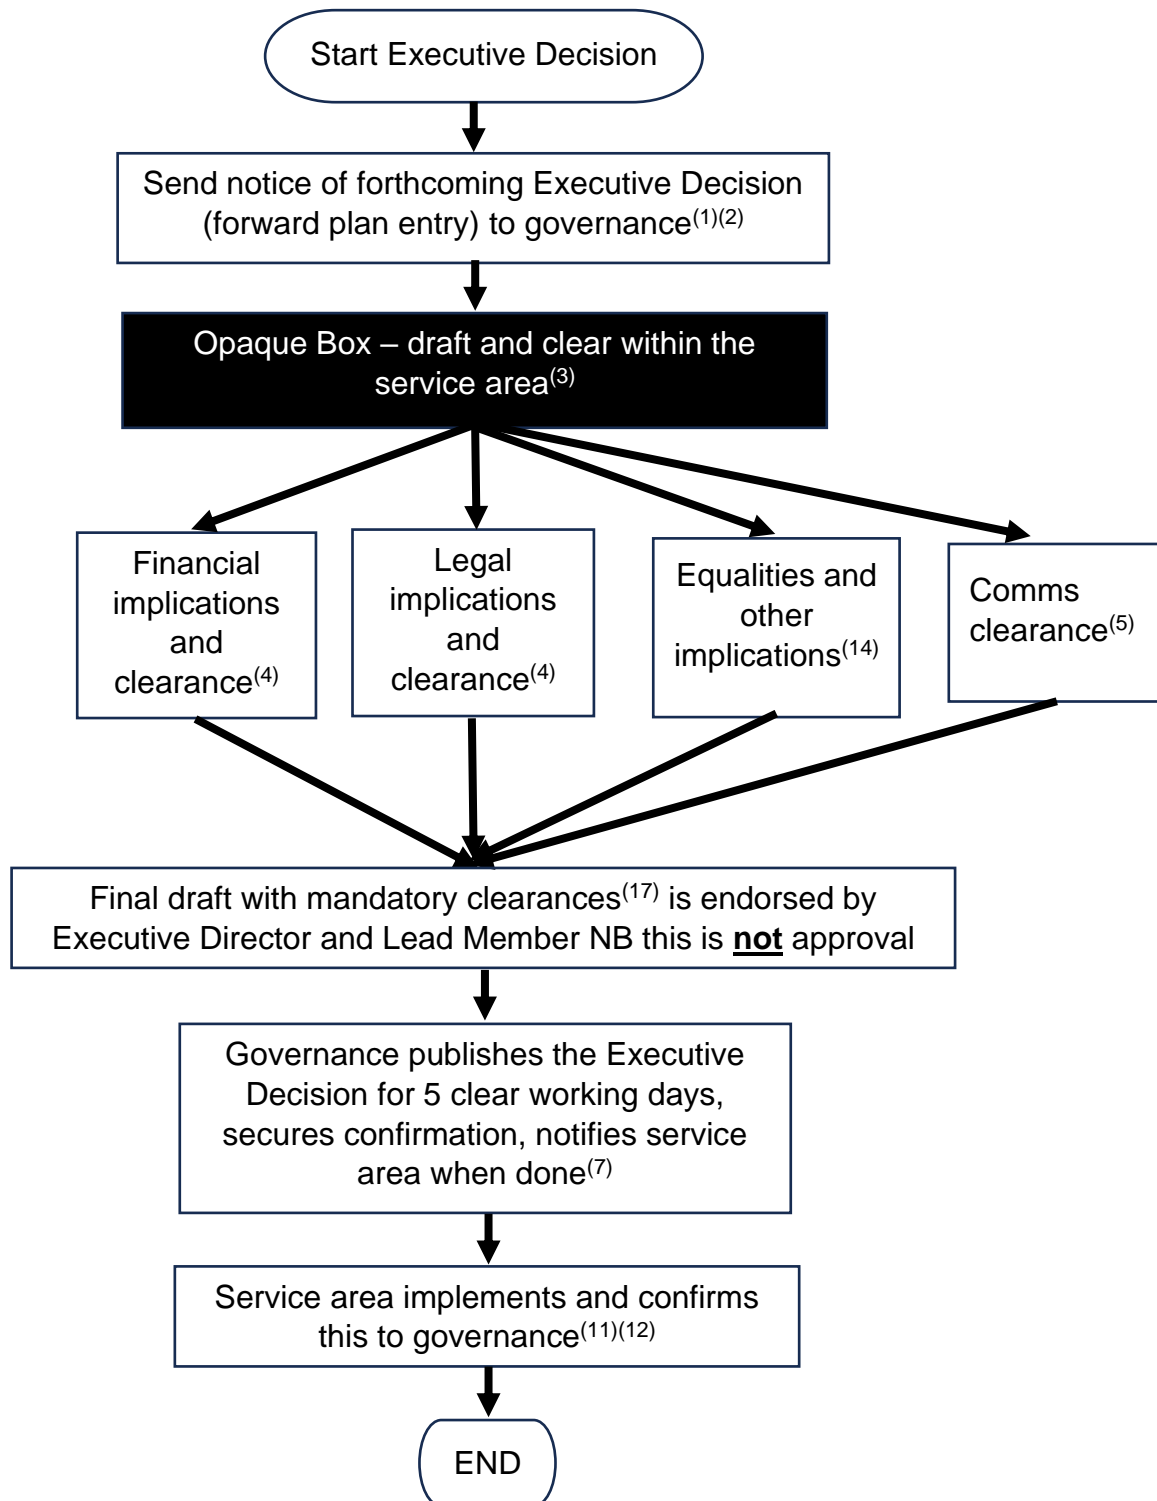 Start Executive Decision
Send notice of forthcoming Executive Decision
(forward plan entry) to governance(1)(2)
Opaque Box – draft and clear within the
service area(3)
Financial
implications
and
clearance(4)
Legal
implications
and
clearance(4)
Equalities and
other
implications(14)
Comms
clearance(5)
Final draft with mandatory clearances(17) is endorsed by
Executive Director and Lead Member NB this is not approval
Governance publishes the Executive
Decision for 5 clear working days,
secures confirmation, notifies service
area when done(7)
Service area implements and confirms
this to governance(11)(12)
END